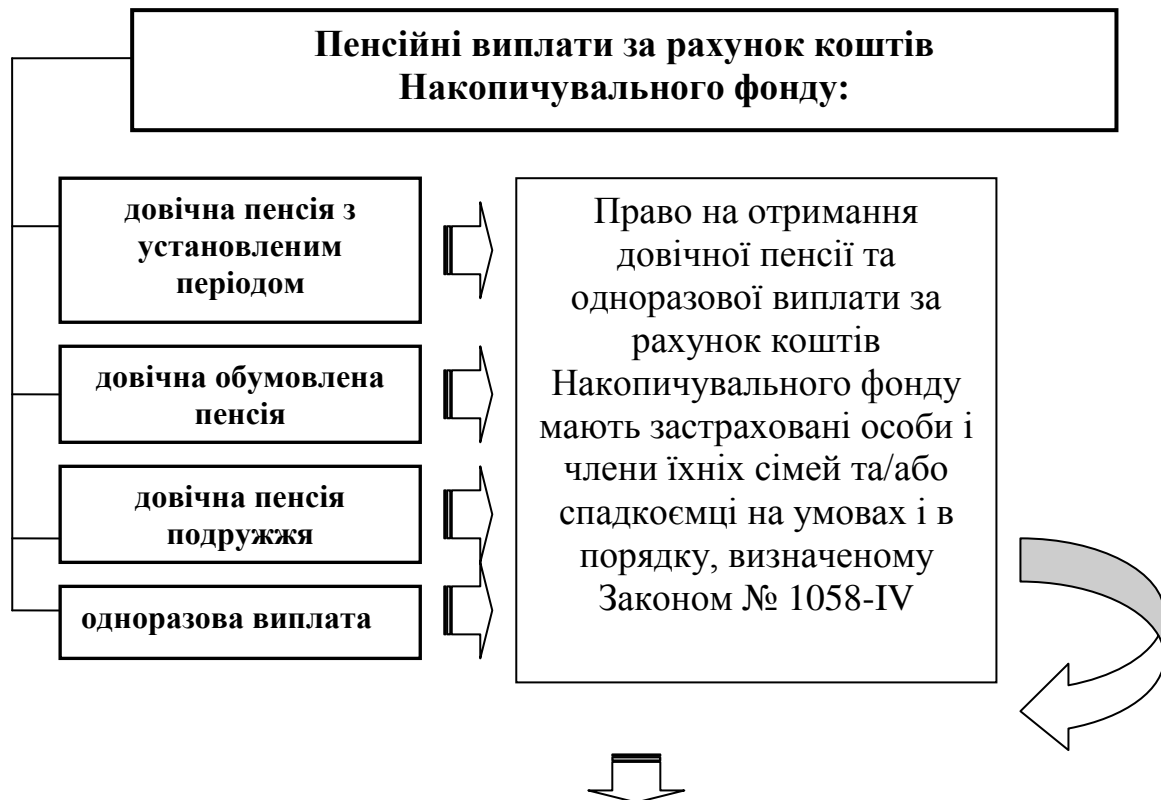 Пенсійні виплати за рахунок коштів
Накопичувального фонду:
довічна пенсія з
установленим
періодом
довічна обумовлена
пенсія
довічна пенсія
подружжя
одноразова виплата
Право на отримання
довічної пенсії та
одноразової виплати за
рахунок коштів
Накопичувального фонду
мають застраховані особи і
члени їхніх сімей та/або
спадкоємці на умовах і в
порядку, визначеному
Законом № 1058-IV